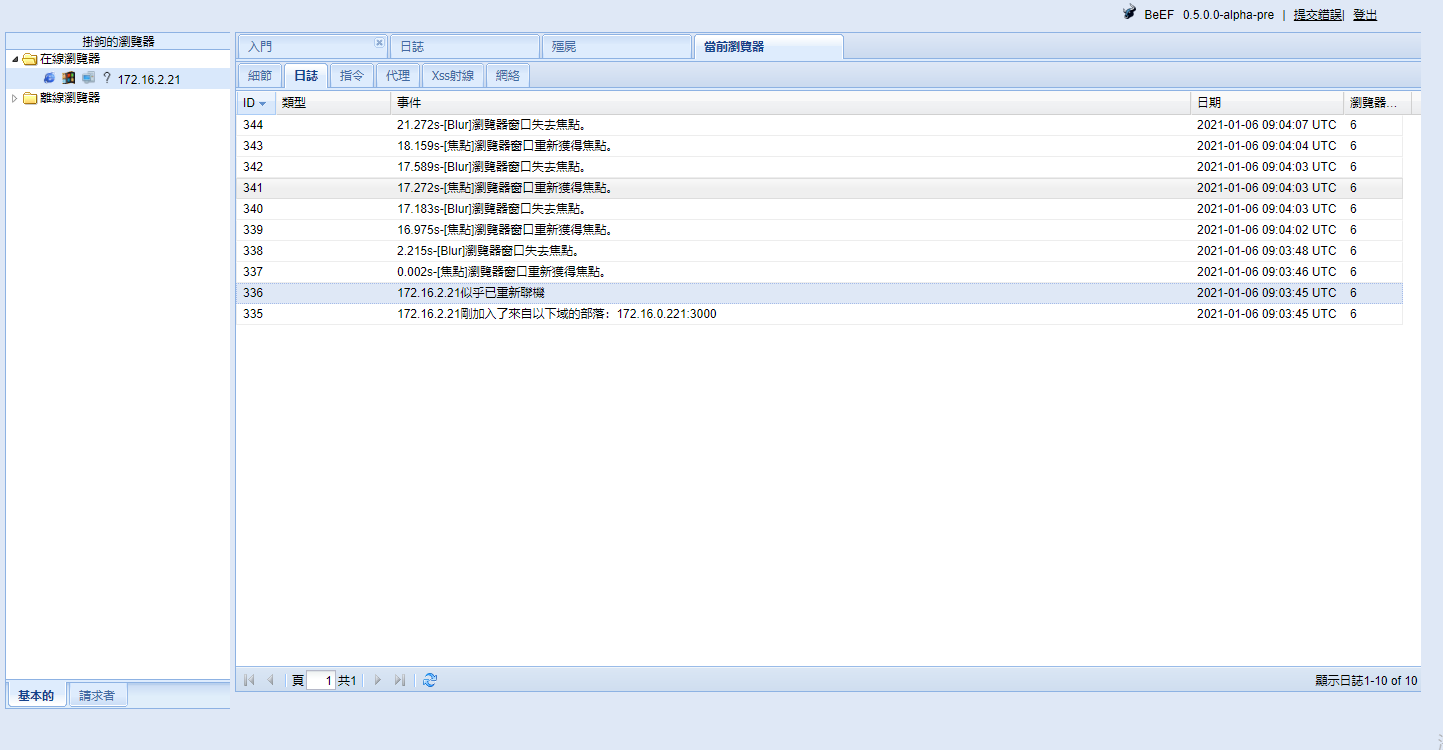 BeEF 0.5.0.0-alpha-pre | 提交錯誤| 登出
掛鉤的瀏覽器
在線瀏覽器
172.16.2.21
離線瀏覽器
基本的 請求者
入門 日誌 殭屍 當前瀏覽器
細節 日誌 指令 代理 Xss射線 網絡
ID 類型 事件 日期 瀏覽器...
344 21.272s-[Blur]瀏覽器窗口失去焦點。 2021-01-06 09:04:07 UTC 6
343 18.159s-[焦點]瀏覽器窗口重新獲得焦點。 2021-01-06 09:04:04 UTC 6
342 17.589s-[Blur]瀏覽器窗口失去焦點。 2021-01-06 09:04:03 UTC 6
341 17.272s-[焦點]瀏覽器窗口重新獲得焦點。 2021-01-06 09:04:03 UTC 6
340 17.183s-[Blur]瀏覽器窗口失去焦點。 2021-01-06 09:04:03 UTC 6
339 16.975s-[焦點]瀏覽器窗口重新獲得焦點。 2021-01-06 09:04:02 UTC 6
338 2.215s-[Blur]瀏覽器窗口失去焦點。 2021-01-06 09:03:48 UTC 6
337 0.002s-[焦點]瀏覽器窗口重新獲得焦點。 2021-01-06 09:03:46 UTC 6
336 172.16.2.21似乎已重新聯機 2021-01-06 09:03:45 UTC 6
335 172.16.2.21剛加入了來自以下域的部落：172.16.0.221:3000 2021-01-06 09:03:45 UTC 6
頁 1 共1 顯示日誌1-10 of 10